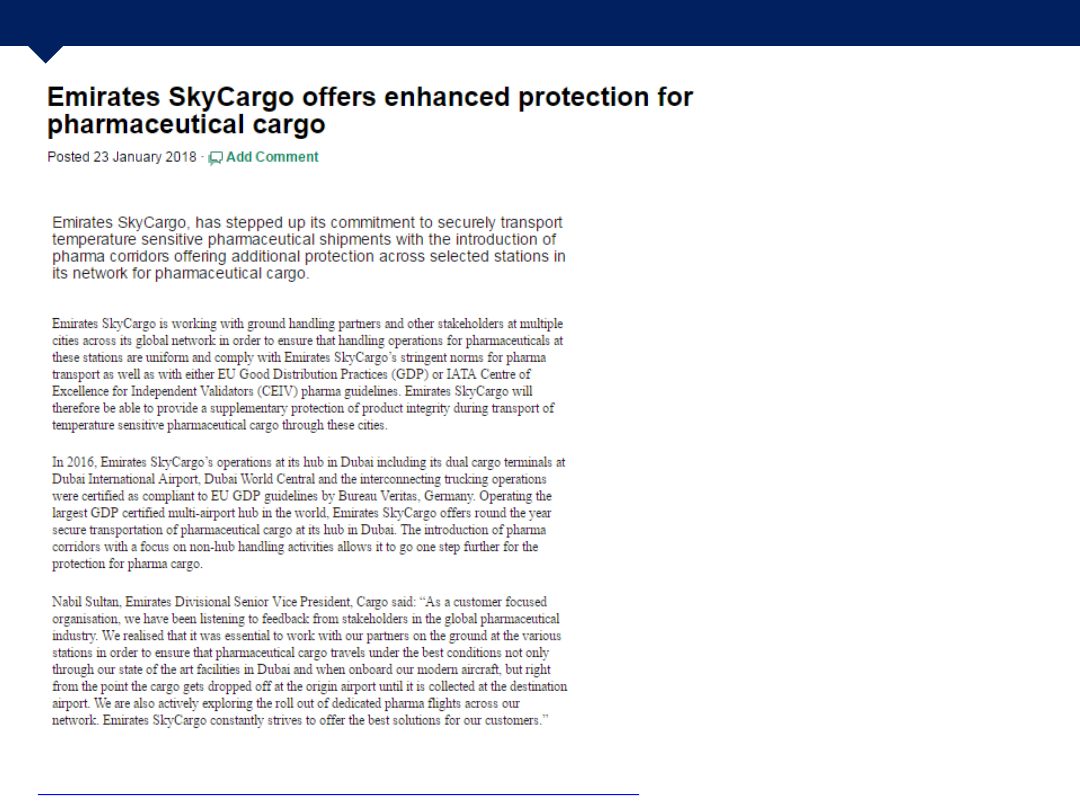 Emirates SkyCargo offers enhanced protection for
pharmaceutical cargo
Posted 23 January 2018 · Add Comment
Emirates SkyCargo, has stepped up its commitment to securely transport
temperature sensitive pharmaceutical shipments with the introduction of
pharma corridors offering additional protection across selected stations in
its network for pharmaceutical cargo.
Emirates SkyCargo is working with ground handling partners and other stakeholders at multiple
cities across its global network in order to ensure that handling operations for pharmaceuticals at
these stations are uniform and comply with Emirates SkyCargo’s stringent norms for pharma
transport as well as with either EU Good Distribution Practices (GDP) or IATA Centre of
Excellence for Independent Validators (CEIV) pharma guidelines. Emirates SkyCargo will
therefore be able to provide a supplementary protection of product integrity during transport of
temperature sensitive pharmaceutical cargo through these cities.
In 2016, Emirates SkyCargo’s operations at its hub in Dubai including its dual cargo terminals at
Dubai International Airport, Dubai World Central and the interconnecting trucking operations
were certified as compliant to EU GDP guidelines by Bureau Veritas, Germany. Operating the
largest GDP certified multi-airport hub in the world, Emirates SkyCargo offers round the year
secure transportation of pharmaceutical cargo at its hub in Dubai. The introduction of pharma
corridors with a focus on non-hub handling activities allows it to go one step further for the
protection for pharma cargo.
Nabil Sultan, Emirates Divisional Senior Vice President, Cargo said: “As a customer focused
organisation, we have been listening to feedback from stakeholders in the global pharmaceutical
industry. We realised that it was essential to work with our partners on the ground at the various
stations in order to ensure that pharmaceutical cargo travels under the best conditions not only
through our state of the art facilities in Dubai and when onboard our modern aircraft, but right
from the point the cargo gets dropped off at the origin airport until it is collected at the destination
airport. We are also actively exploring the roll out of dedicated pharma flights across our
network. Emirates SkyCargo constantly strives to offer the best solutions for our customers.”